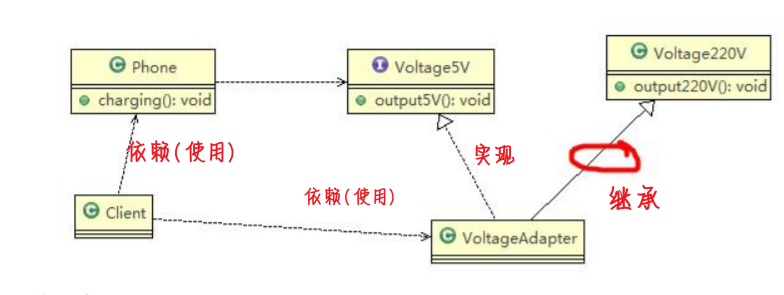 C Phone
charging(): void
I Voltage5V
output5V(): void
C Voltage220V
output220V(): void
依赖(使用)
实现
继承
依赖(使用)
C Client
C VoltageAdapter